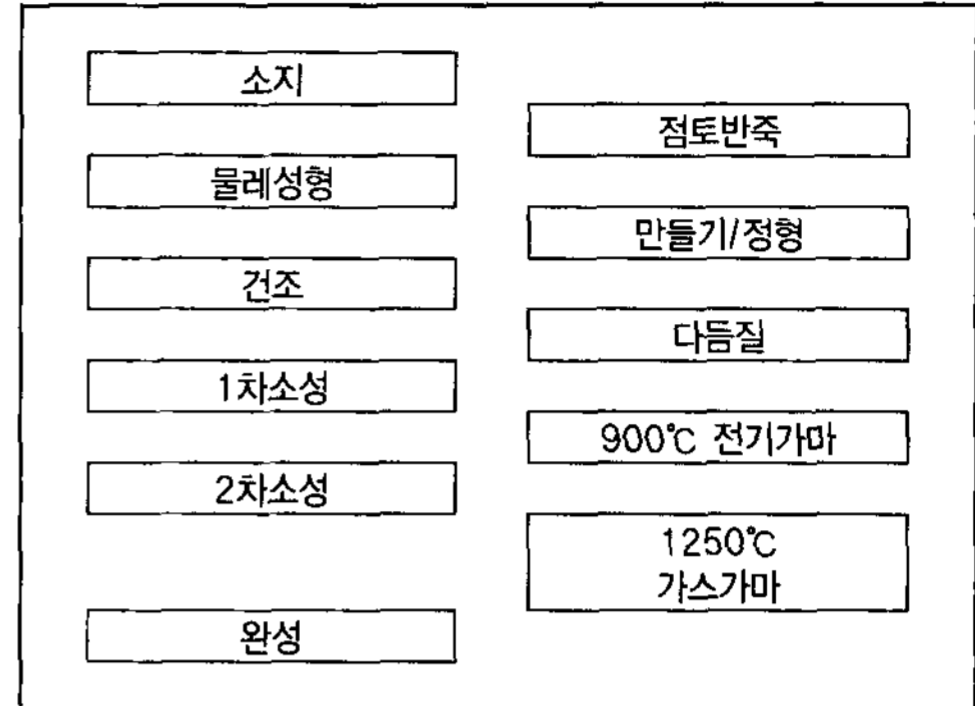 소지
점토반죽
물레성형
만들기/정형
건조
다듬질
1차소성
900℃ 전기가마
2차소성
1250℃
가스가마
완성